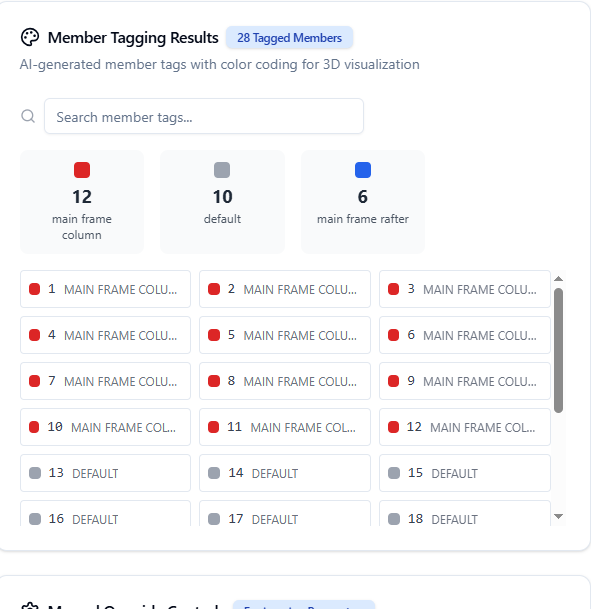 Member Tagging Results 28 Tagged Members
AI-generated member tags with color coding for 3D visualization
Search member tags...
12
main frame
column
10
default
6
main frame rafter
1 MAIN FRAME COLU...
2 MAIN FRAME COLU...
3 MAIN FRAME COLU...
4 MAIN FRAME COLU...
5 MAIN FRAME COLU...
6 MAIN FRAME COLU...
7 MAIN FRAME COLU...
8 MAIN FRAME COLU...
9 MAIN FRAME COLU...
10 MAIN FRAME COL...
11 MAIN FRAME COL...
12 MAIN FRAME COL...
13 DEFAULT
14 DEFAULT
15 DEFAULT
16 DEFAULT
17 DEFAULT
18 DEFAULT